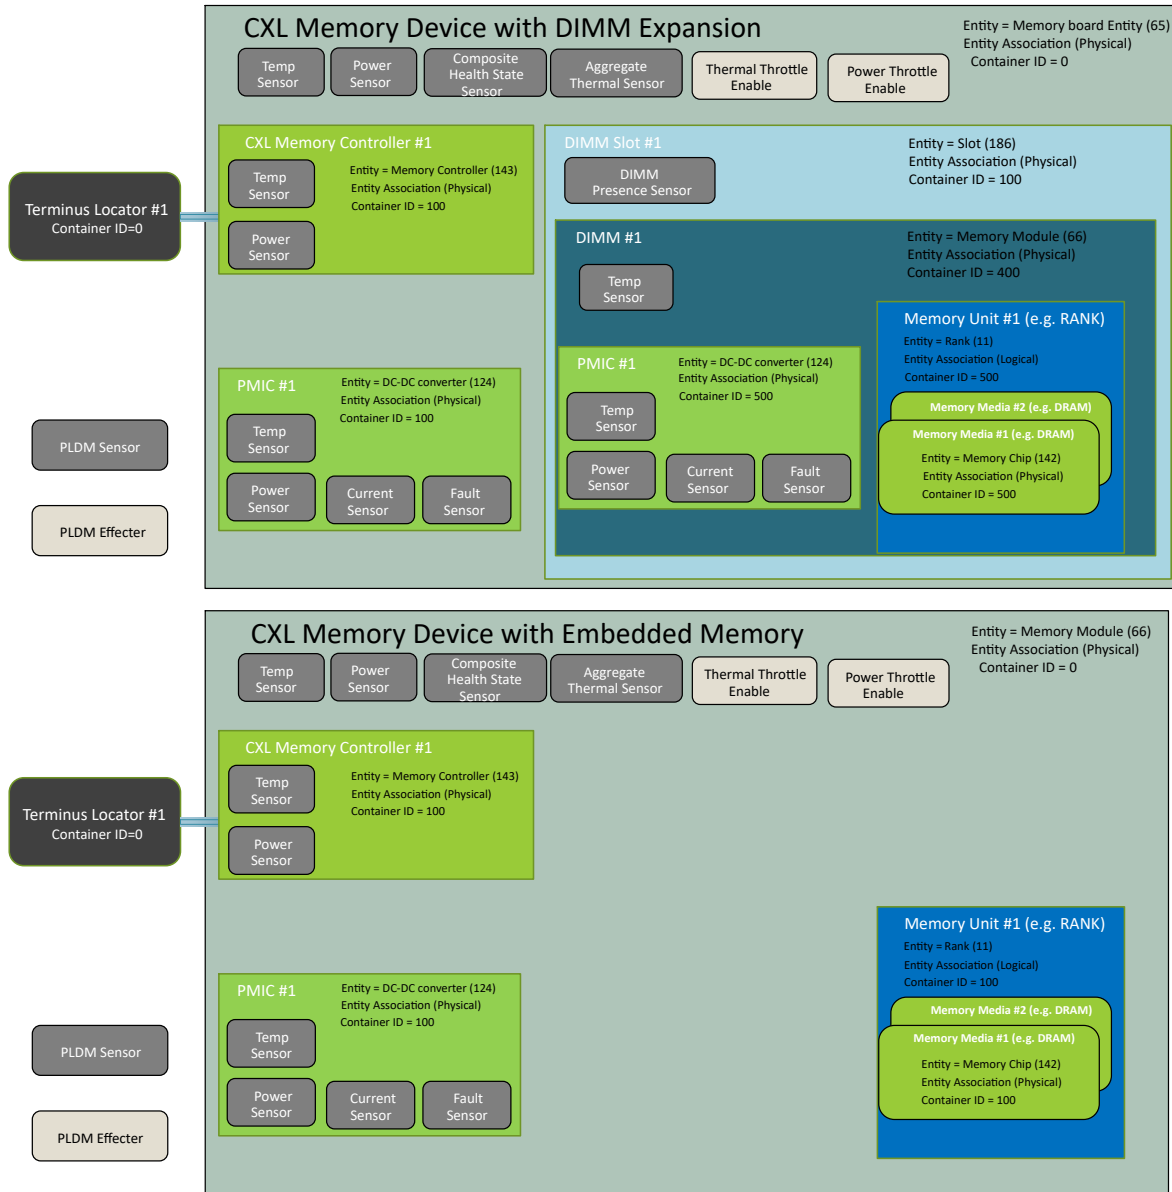 CXL Memory Device with DIMM Expansion
Entity = Memory board Entity (65)
Entity Association (Physical)
Container ID = 0
Temp
Sensor
Power
Sensor
Composite
Health State
Sensor
Aggregate
Thermal Sensor
Thermal Throttle
Enable
Power Throttle
Enable
Terminus Locator #1
Container ID=0
CXL Memory Controller #1
Temp
Sensor
Entity = Memory Controller (143)
Entity Association (Physical)
Container ID = 100
Power
Sensor
DIMM Slot #1
DIMM
Presence Sensor
Entity = Slot (186)
Entity Association (Physical)
Container ID = 100
DIMM #1
Entity = Memory Module (66)
Entity Association (Physical)
Container ID = 400
Temp
Sensor
PMIC #1
Entity = DC-DC converter (124)
Entity Association (Physical)
Container ID = 500
Temp
Sensor
Power
Sensor
Current
Sensor
Fault
Sensor
Memory Unit #1 (e.g. RANK)
Entity = Rank (11)
Entity Association (Logical)
Container ID = 500
Memory Media #2 (e.g. DRAM)
Memory Media #1 (e.g. DRAM)
Entity = Memory Chip (142)
Entity Association (Physical)
Container ID = 500
PMIC #1
Entity = DC-DC converter (124)
Entity Association (Physical)
Container ID = 100
Temp
Sensor
Power
Sensor
Current
Sensor
Fault
Sensor
PLDM Sensor
PLDM Effecter
CXL Memory Device with Embedded Memory
Entity = Memory Module (66)
Entity Association (Physical)
Container ID = 0
Temp
Sensor
Power
Sensor
Composite
Health State
Sensor
Aggregate
Thermal Sensor
Thermal Throttle
Enable
Power Throttle
Enable
Terminus Locator #1
Container ID=0
CXL Memory Controller #1
Temp
Sensor
Entity = Memory Controller (143)
Entity Association (Physical)
Container ID = 100
Power
Sensor
PMIC #1
Entity = DC-DC converter (124)
Entity Association (Physical)
Container ID = 100
Temp
Sensor
Power
Sensor
Current
Sensor
Fault
Sensor
Memory Unit #1 (e.g. RANK)
Entity = Rank (11)
Entity Association (Logical)
Container ID = 100
Memory Media #2 (e.g. DRAM)
Memory Media #1 (e.g. DRAM)
Entity = Memory Chip (142)
Entity Association (Physical)
Container ID = 100
PLDM Sensor
PLDM Effecter